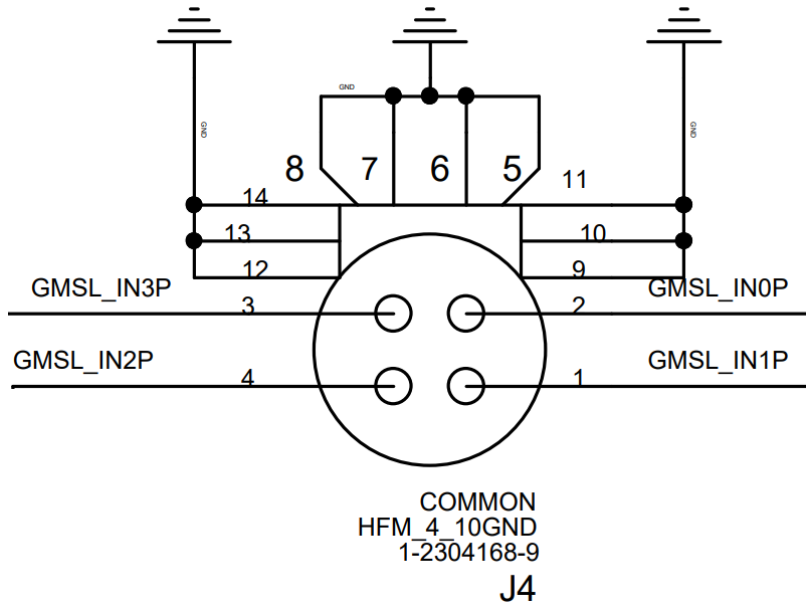 GND
GND
GND
8
7
6
5
11
14
13
10
12
9
GMSL_IN3P
GMSL_IN0P
3
2
GMSL_IN2P
GMSL_IN1P
4
1
COMMON
HFM_4_10GND
1-2304168-9
J4